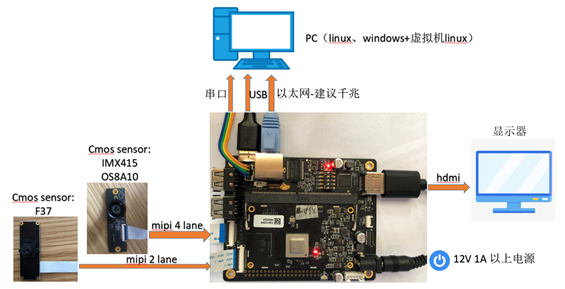 PC（linux、windows+虚拟机linux）
串口
USB
以太网-建议千兆
显示器
Cmos sensor:
IMX415
OS8A10
hdmi
Cmos sensor:
F37
mipi 4 lane
mipi 2 lane
12V 1A 以上电源